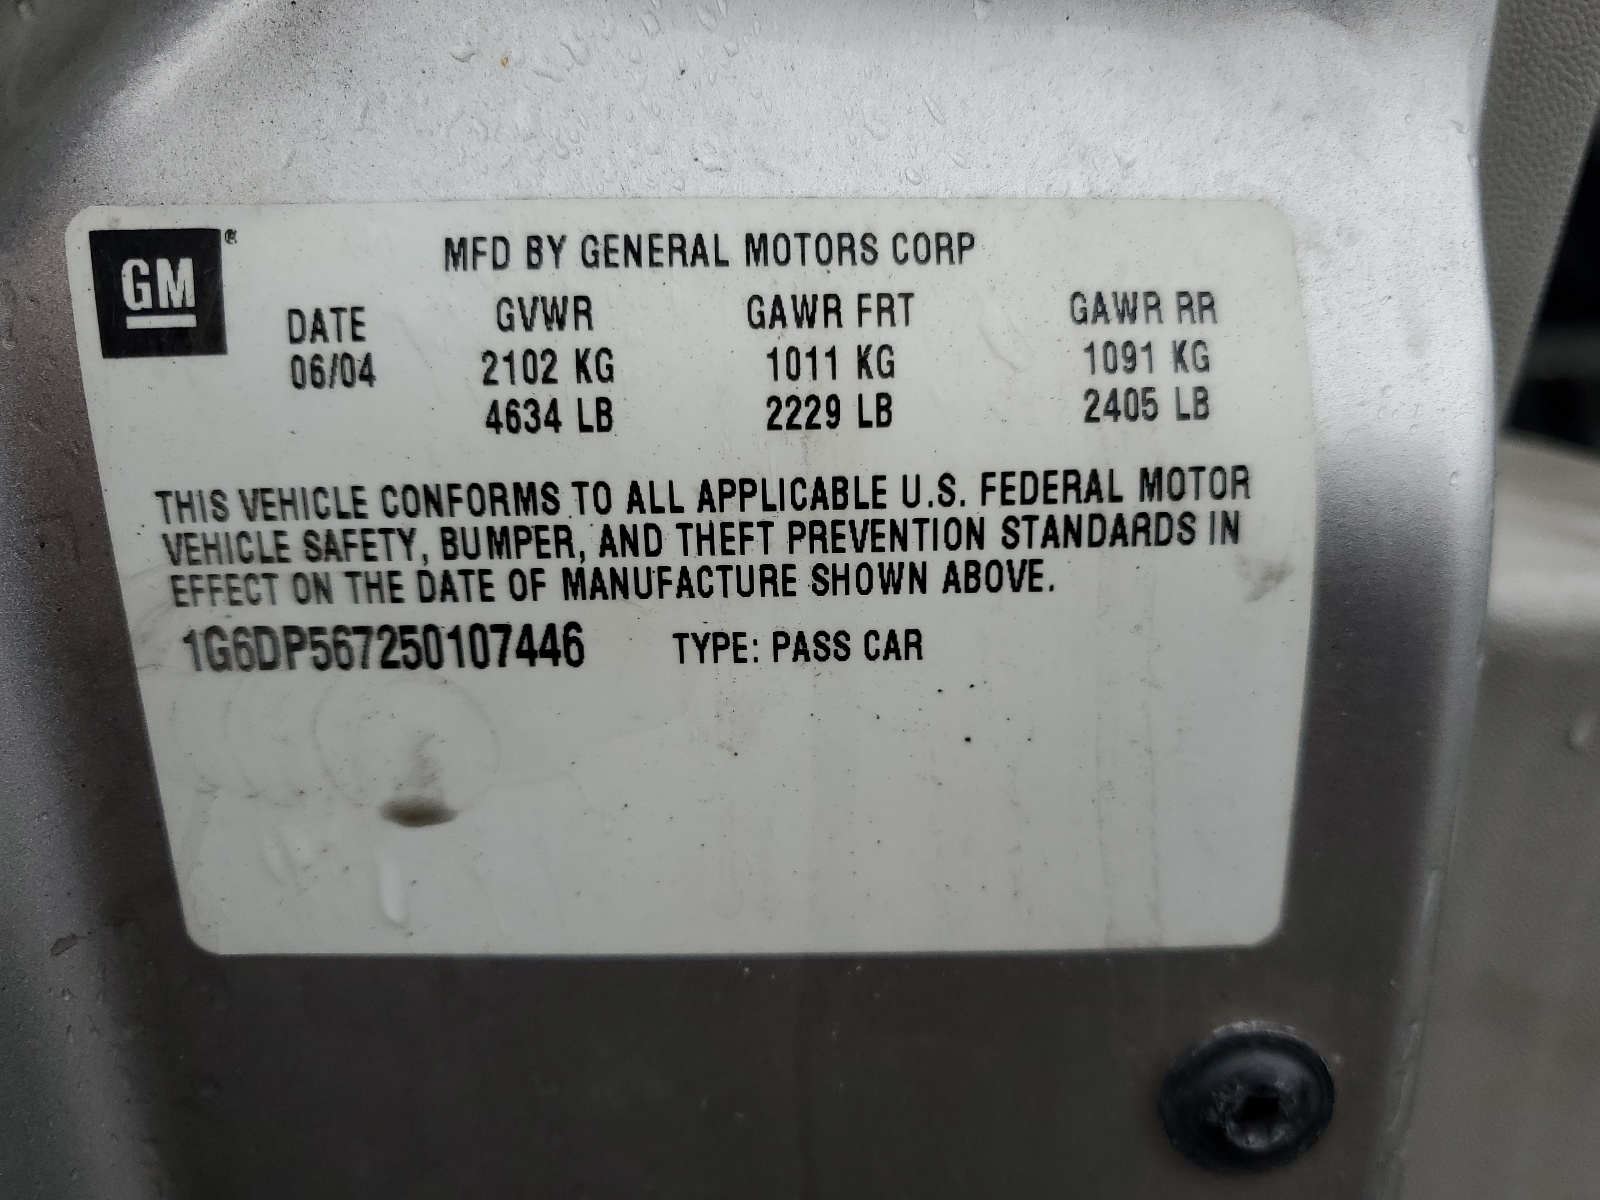 GM ®
MFD BY GENERAL MOTORS CORP
DATE GVWR GAWR FRT GAWR RR
06/04 2102 KG 1011 KG 1091 KG
4634 LB 2229 LB 2405 LB
THIS VEHICLE CONFORMS TO ALL APPLICABLE U.S. FEDERAL MOTOR
VEHICLE SAFETY, BUMPER, AND THEFT PREVENTION STANDARDS IN
EFFECT ON THE DATE OF MANUFACTURE SHOWN ABOVE.
1G6DP567250107446 TYPE: PASS CAR